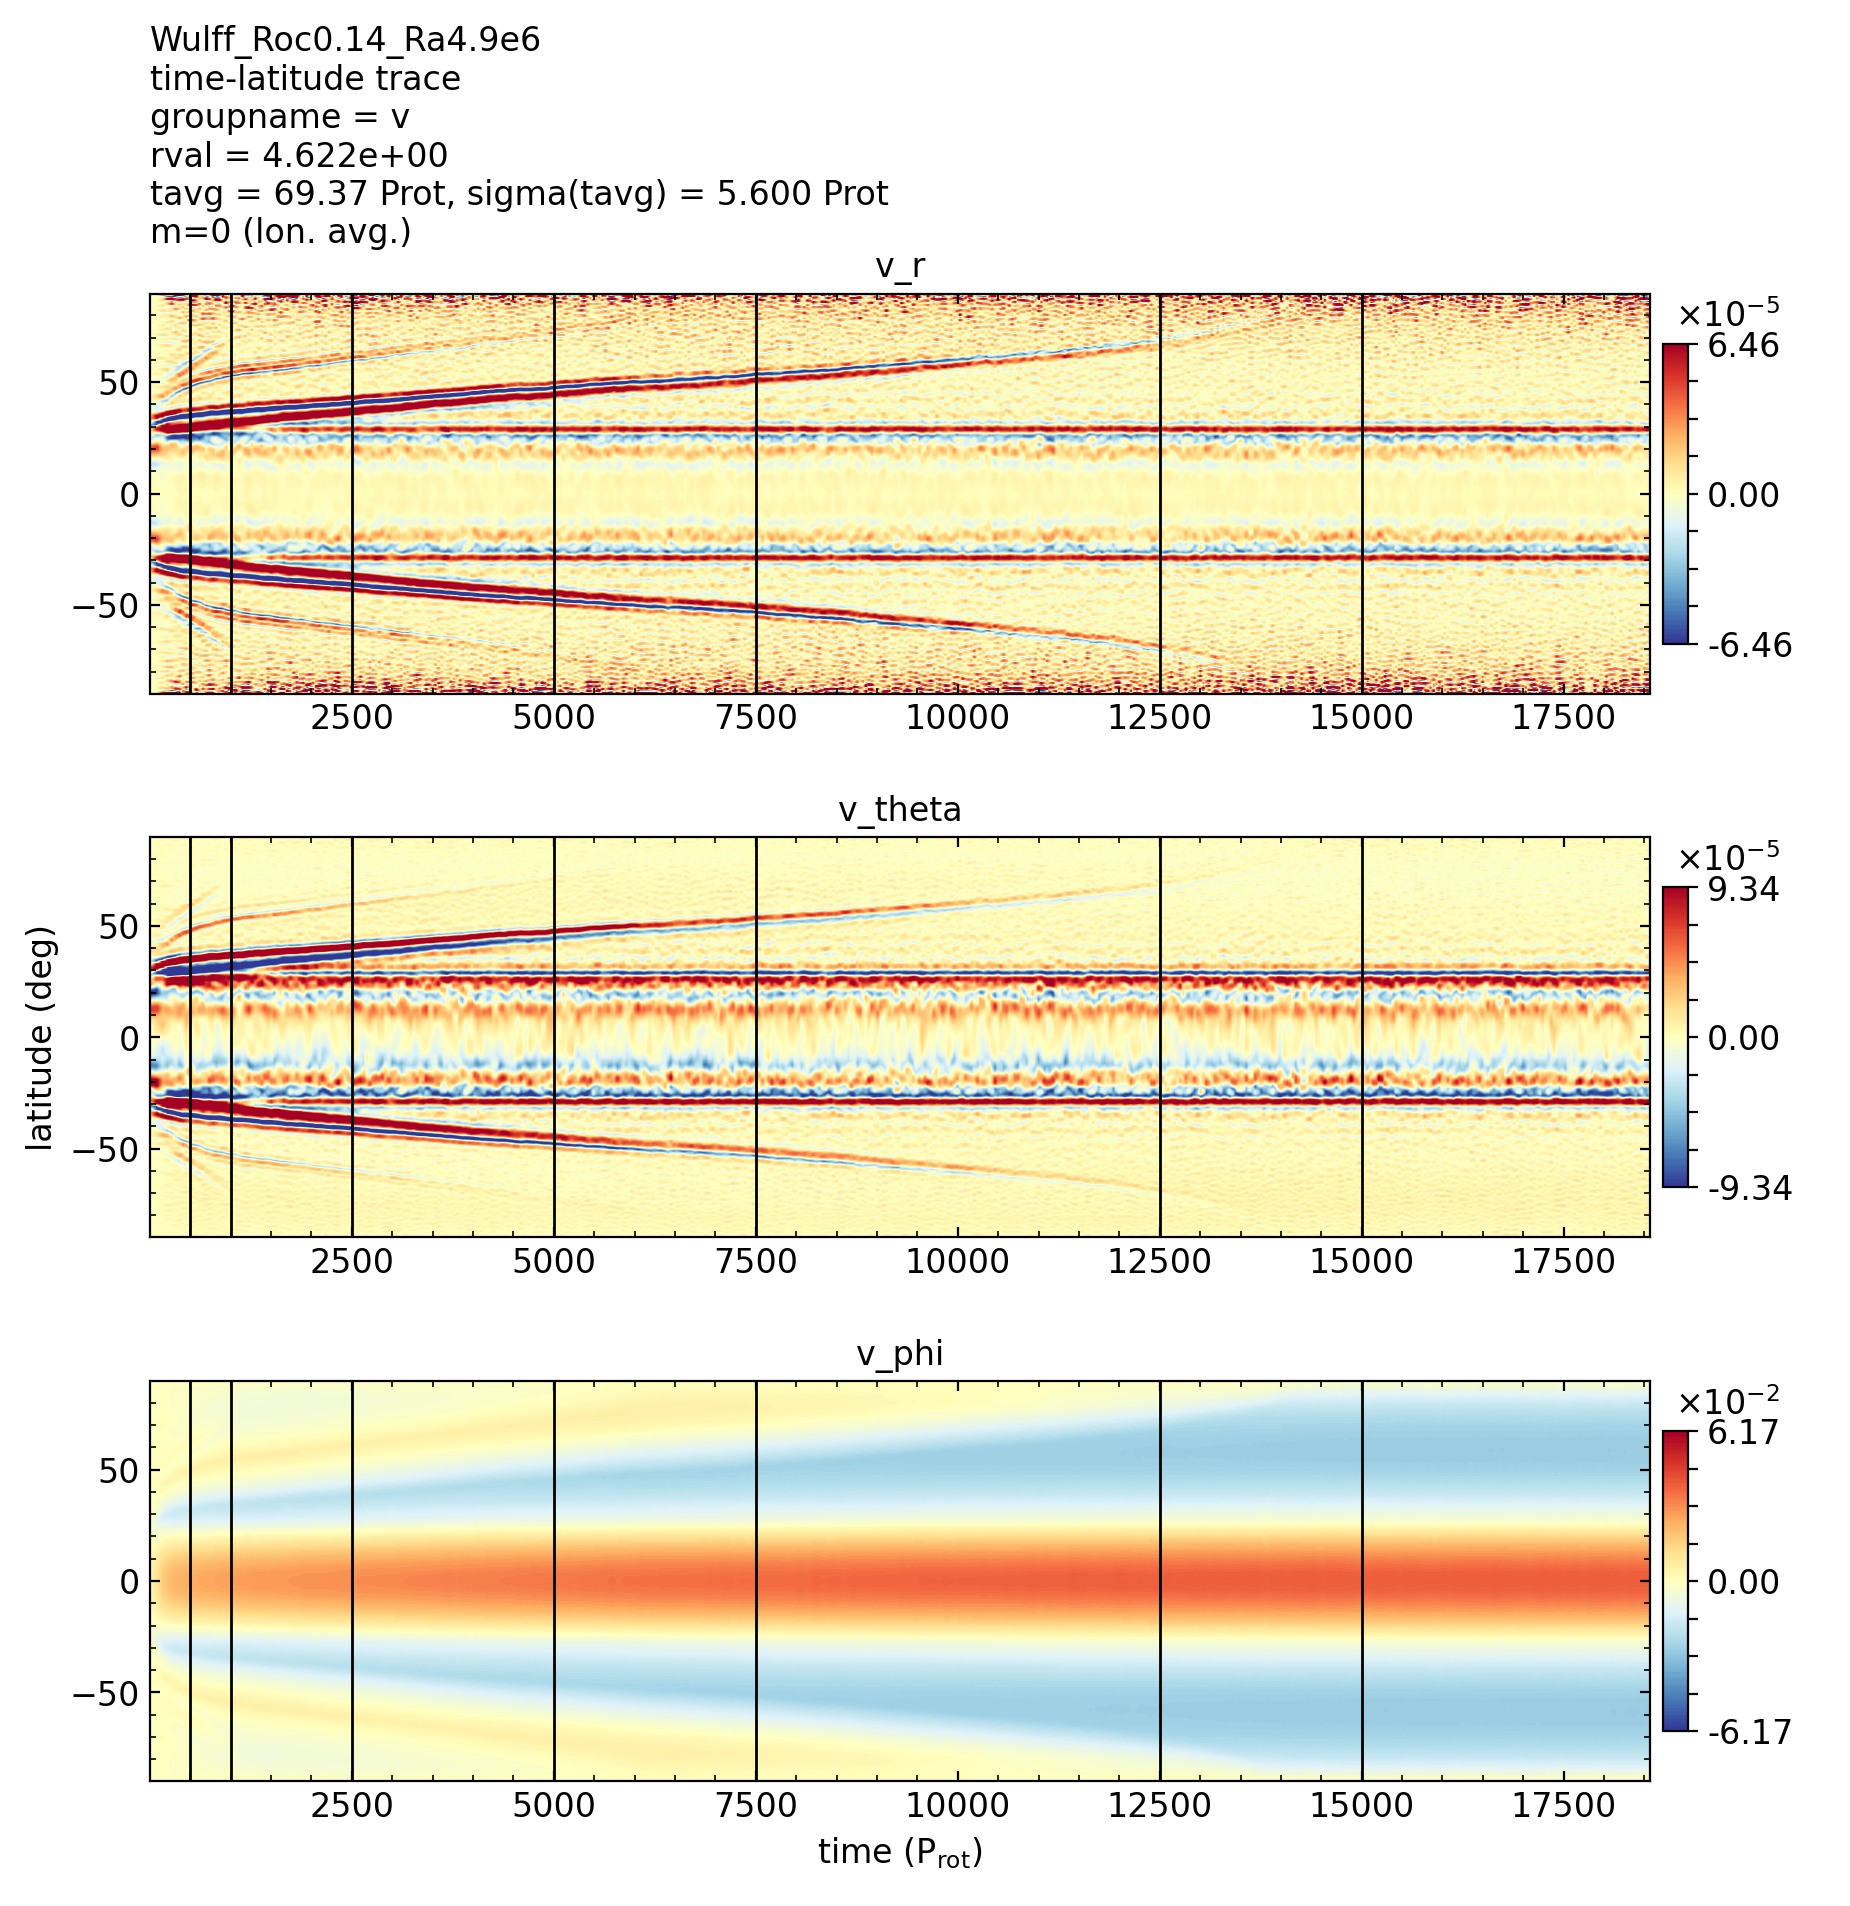 Wulff_Roc0.14_Ra4.9e6
time-latitude trace
groupname = v
rval = 4.622e+00
tavg = 69.37 Prot, sigma(tavg) = 5.600 Prot
m=0 (lon. avg.)
v_r
50
0
−50
2500 5000 7500 10000 12500 15000 17500
×10⁻⁵
6.46
0.00
-6.46
v_theta
latitude (deg)
50
0
−50
2500 5000 7500 10000 12500 15000 17500
×10⁻⁵
9.34
0.00
-9.34
v_phi
50
0
−50
2500 5000 7500 10000 12500 15000 17500
×10⁻²
6.17
0.00
-6.17
time (P_rot)